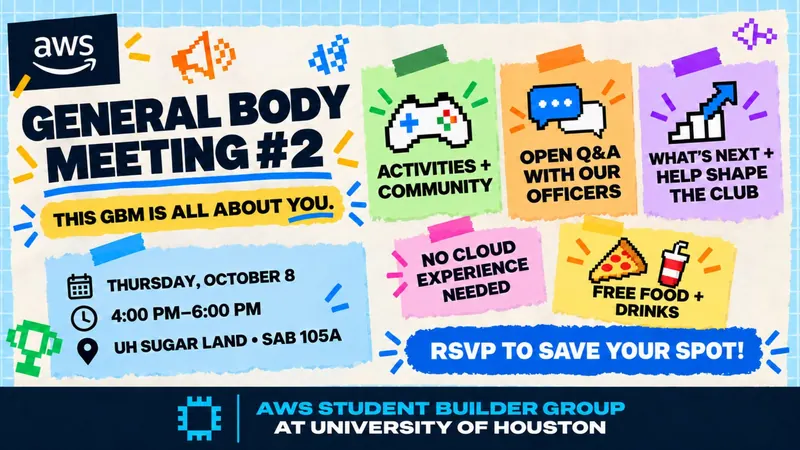 aws
GENERAL BODY
MEETING #2
THIS GBM IS ALL ABOUT YOU.
THURSDAY, OCTOBER 8
4:00 PM–6:00 PM
UH SUGAR LAND • SAB 105A
ACTIVITIES +
COMMUNITY
OPEN Q&A
WITH OUR
OFFICERS
WHAT'S NEXT +
HELP SHAPE
THE CLUB
NO CLOUD
EXPERIENCE
NEEDED
FREE FOOD +
DRINKS
RSVP TO SAVE YOUR SPOT!
AWS STUDENT BUILDER GROUP
AT UNIVERSITY OF HOUSTON